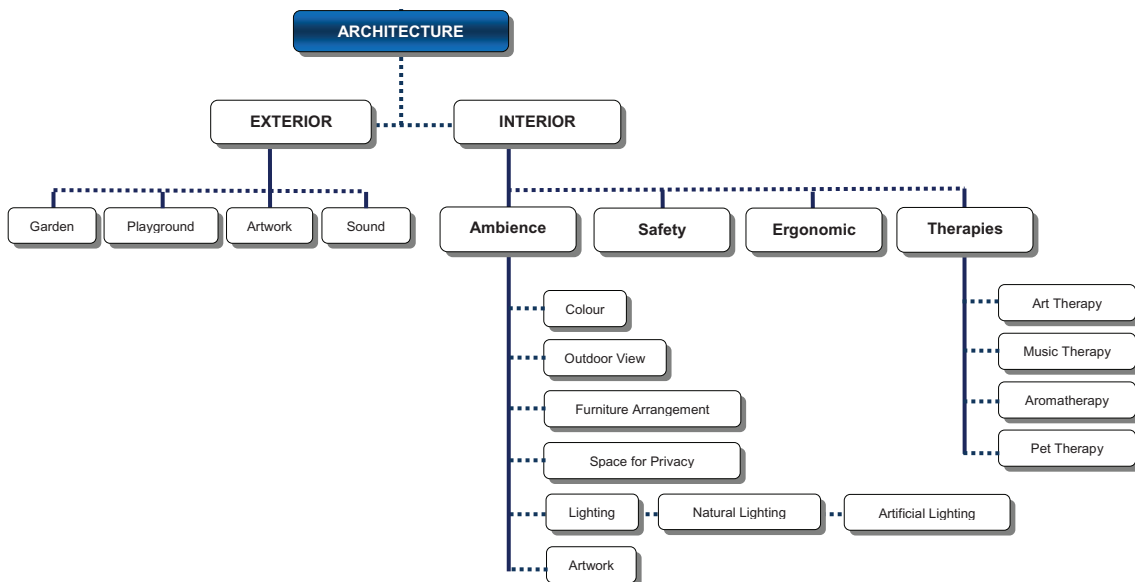 ARCHITECTURE
EXTERIOR
INTERIOR
Garden
Playground
Artwork
Sound
Ambience
Safety
Ergonomic
Therapies
Colour
Outdoor View
Furniture Arrangement
Space for Privacy
Lighting
Natural Lighting
Artificial Lighting
Artwork
Art Therapy
Music Therapy
Aromatherapy
Pet Therapy